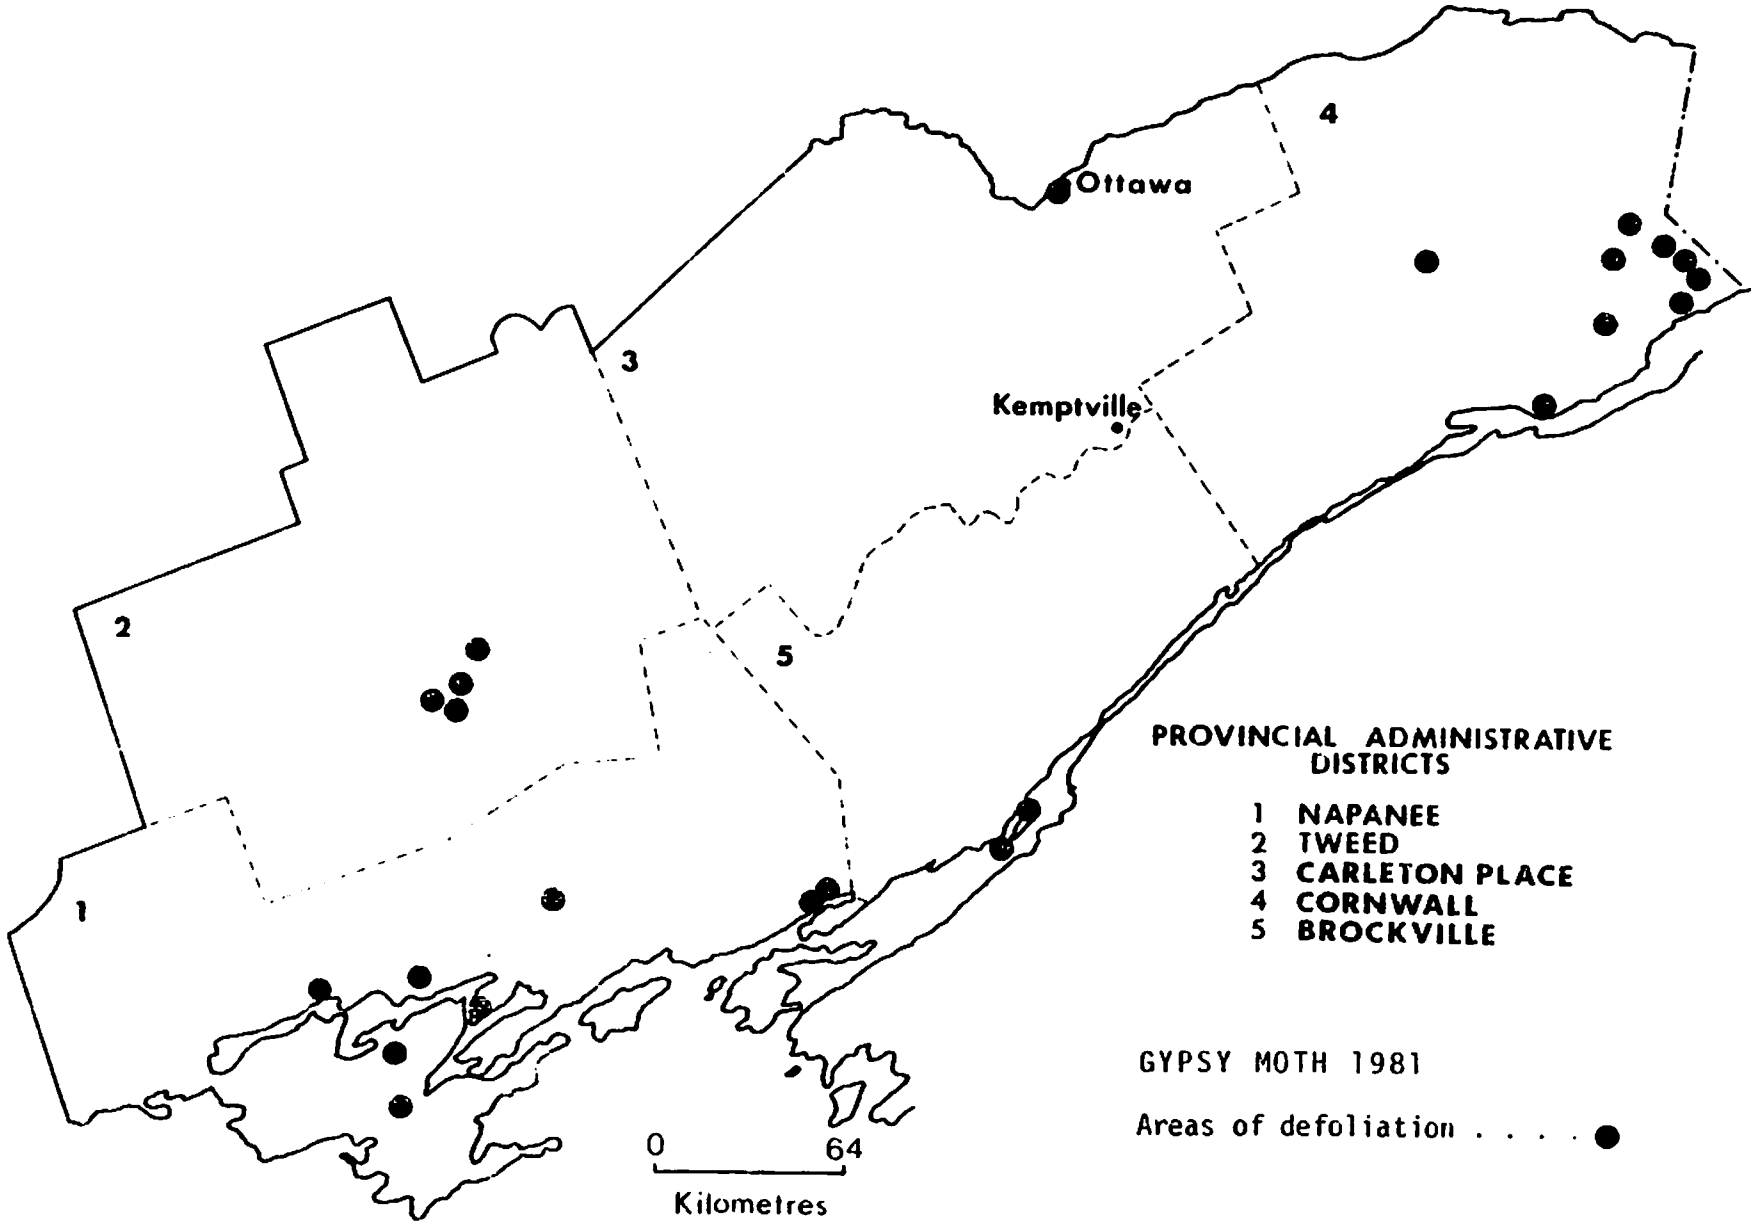 4
Ottawa
3
Kemptville
2
5
PROVINCIAL ADMINISTRATIVE
DISTRICTS
1 NAPANEE
2 TWEED
3 CARLETON PLACE
4 CORNWALL
5 BROCKVILLE
1
GYPSY MOTH 1981
Areas of defoliation . . . .
0 64
Kilometres